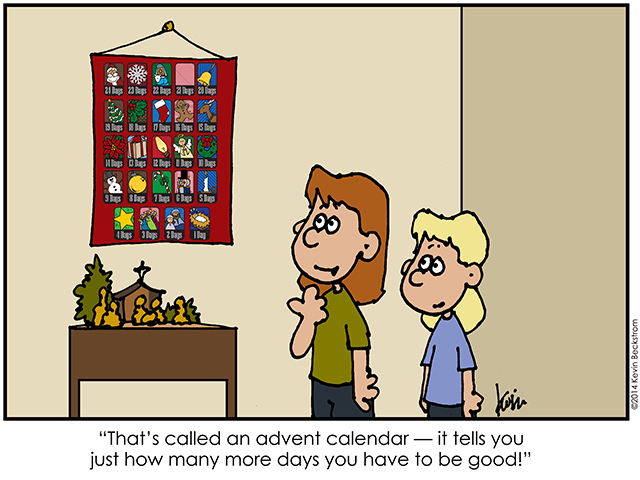 24 Days 23 Days 22 Days 21 Days 20 Days
19 Days 18 Days 17 Days 16 Days 15 Days
14 Days 13 Days 12 Days 11 Days 10 Days
9 Days 8 Days 7 Days 6 Days 5 Days
4 Days 3 Days 2 Days 1 Day
Kevin
©2014 Kevin Beckstrom
“That’s called an advent calendar — it tells you
just how many more days you have to be good!”